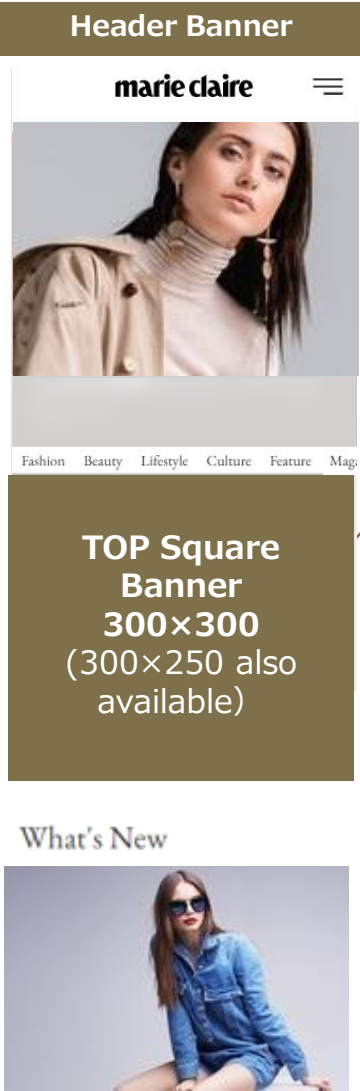 Header Banner
marie claire
Fashion Beauty Lifestyle Culture Feature Maga
TOP Square
Banner
300×300
(300×250 also
available）
What's New